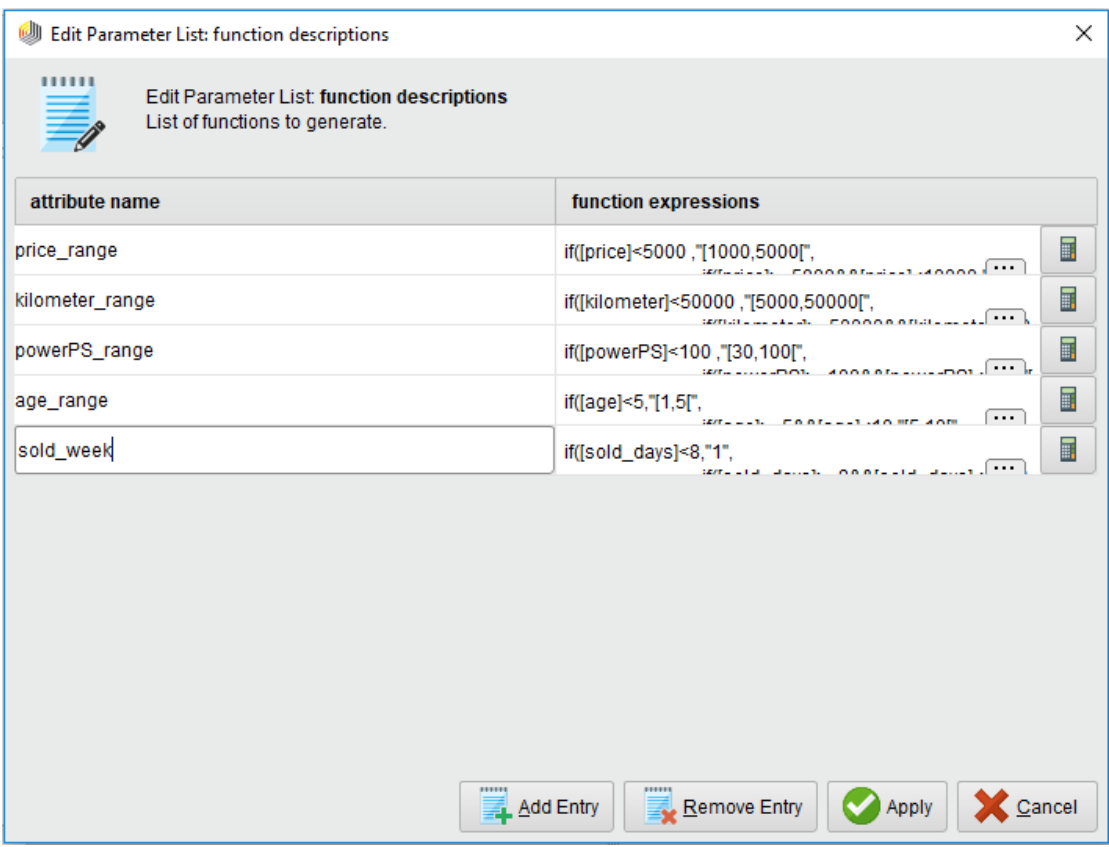 Edit Parameter List: function descriptions
Edit Parameter List: function descriptions
List of functions to generate.
attribute name function expressions
price_range if([price]<5000 ,"[1000,5000[",
...
kilometer_range if([kilometer]<50000 ,"[5000,50000[",
...
powerPS_range if([powerPS]<100 ,"[30,100[",
...
age_range if([age]<5,"[1,5[",
...
sold_week if([sold_days]<8,"1",
...
Add Entry Remove Entry Apply Cancel